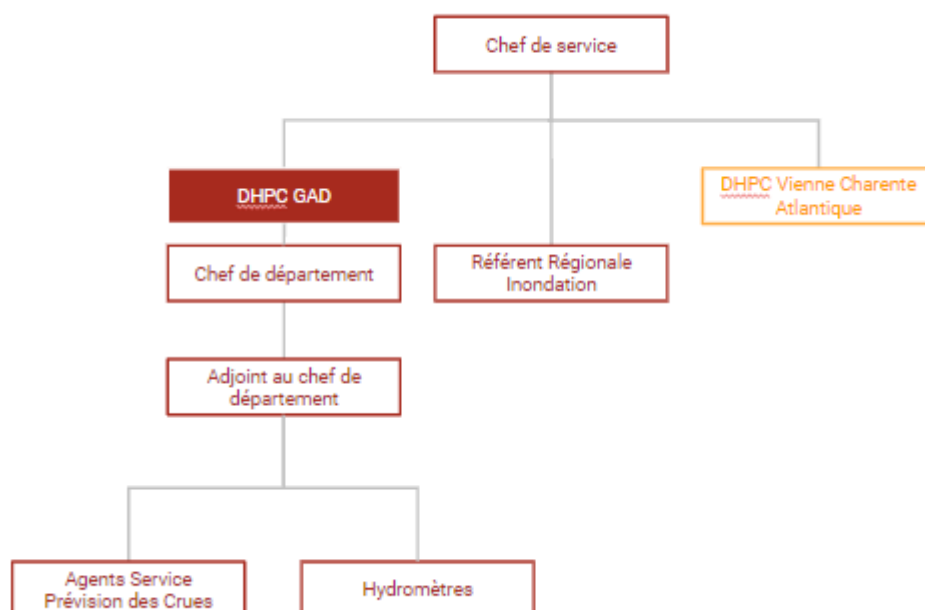 Chef de service
DHPC GAD
DHPC Vienne Charente
Atlantique
Chef de département
Référent Régionale
Inondation
Adjoint au chef de
département
Agents Service
Prévision des Crues
Hydromètres